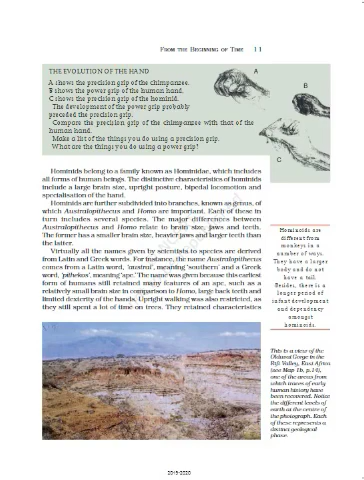 FROM THE BEGINNING OF TIME 11
THE EVOLUTION OF THE HAND
A shows the precision grip of the chimpanzee.
B shows the power grip of the human hand.
C shows the precision grip of the hominid.
The development of the power grip probably
preceded the precision grip.
Compare the precision grip of the chimpanzee with that of the
human hand.
Make a list of the things you do using a precision grip.
What are the things you do using a power grip?
A
B
C
Hominids belong to a family known as Hominidae, which includes
all forms of human beings. The distinctive characteristics of hominids
include a large brain size, upright posture, bipedal locomotion and
specialisation of the hand.
Hominids are further subdivided into branches, known as genus, of
which Australopithecus and Homo are important. Each of these in
turn includes several species. The major differences between
Australopithecus and Homo relate to brain size, jaws and teeth.
The former has a smaller brain size, heavier jaws and larger teeth than
the latter.
Virtually all the names given by scientists to species are derived
from Latin and Greek words. For instance, the name Australopithecus
comes from a Latin word, 'austral', meaning 'southern' and a Greek
word, 'pithekos', meaning 'ape'. The name was given because this earliest
form of humans still retained many features of an ape, such as a
relatively small brain size in comparison to Homo, large back teeth and
limited dexterity of the hands. Upright walking was also restricted, as
they still spent a lot of time on trees. They retained characteristics
Hominoids are
different from
monkeys in a
number of ways.
They have a larger
body and do not
have a tail.
Besides, there is a
longer period of
infant development
and dependency
amongst
hominoids.
This is a view of the
Olduvai Gorge in the
Rift Valley, East Africa
(see Map 1b, p.14),
one of the areas from
which traces of early
human history have
been recovered. Notice
the different levels of
earth at the centre of
the photograph. Each
of these represents a
distinct geological
phase.
2019-2020